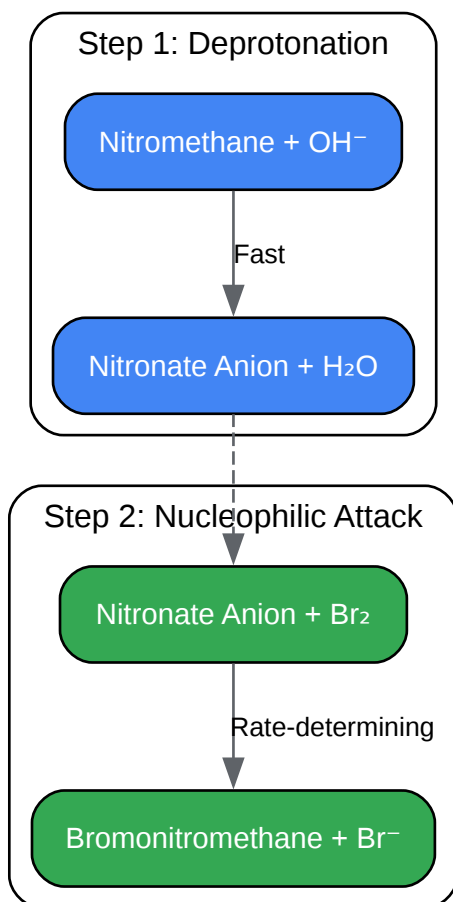 Step 1: Deprotonation
Nitromethane + OH⁻
Fast
Nitronate Anion + H₂O
Step 2: Nucleophilic Attack
Nitronate Anion + Br₂
Rate-determining
Bromonitromethane + Br⁻